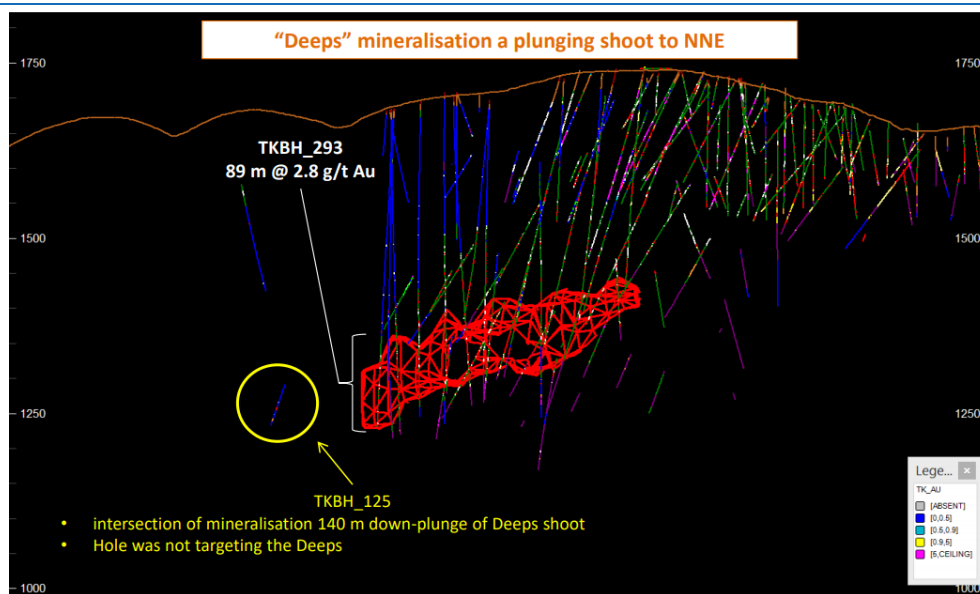 “Deeps” mineralisation a plunging shoot to NNE
1750
1750
TKBH_293
89 m @ 2.8 g/t Au
1500
1500
1250
1250
TKBH_125
• intersection of mineralisation 140 m down-plunge of Deeps shoot
• Hole was not targeting the Deeps
Lege... ×
TK_AU
[ABSENT]
[0,0.5]
[0.5,0.9]
[0.9,5]
[5,CEILING]
1000
1000